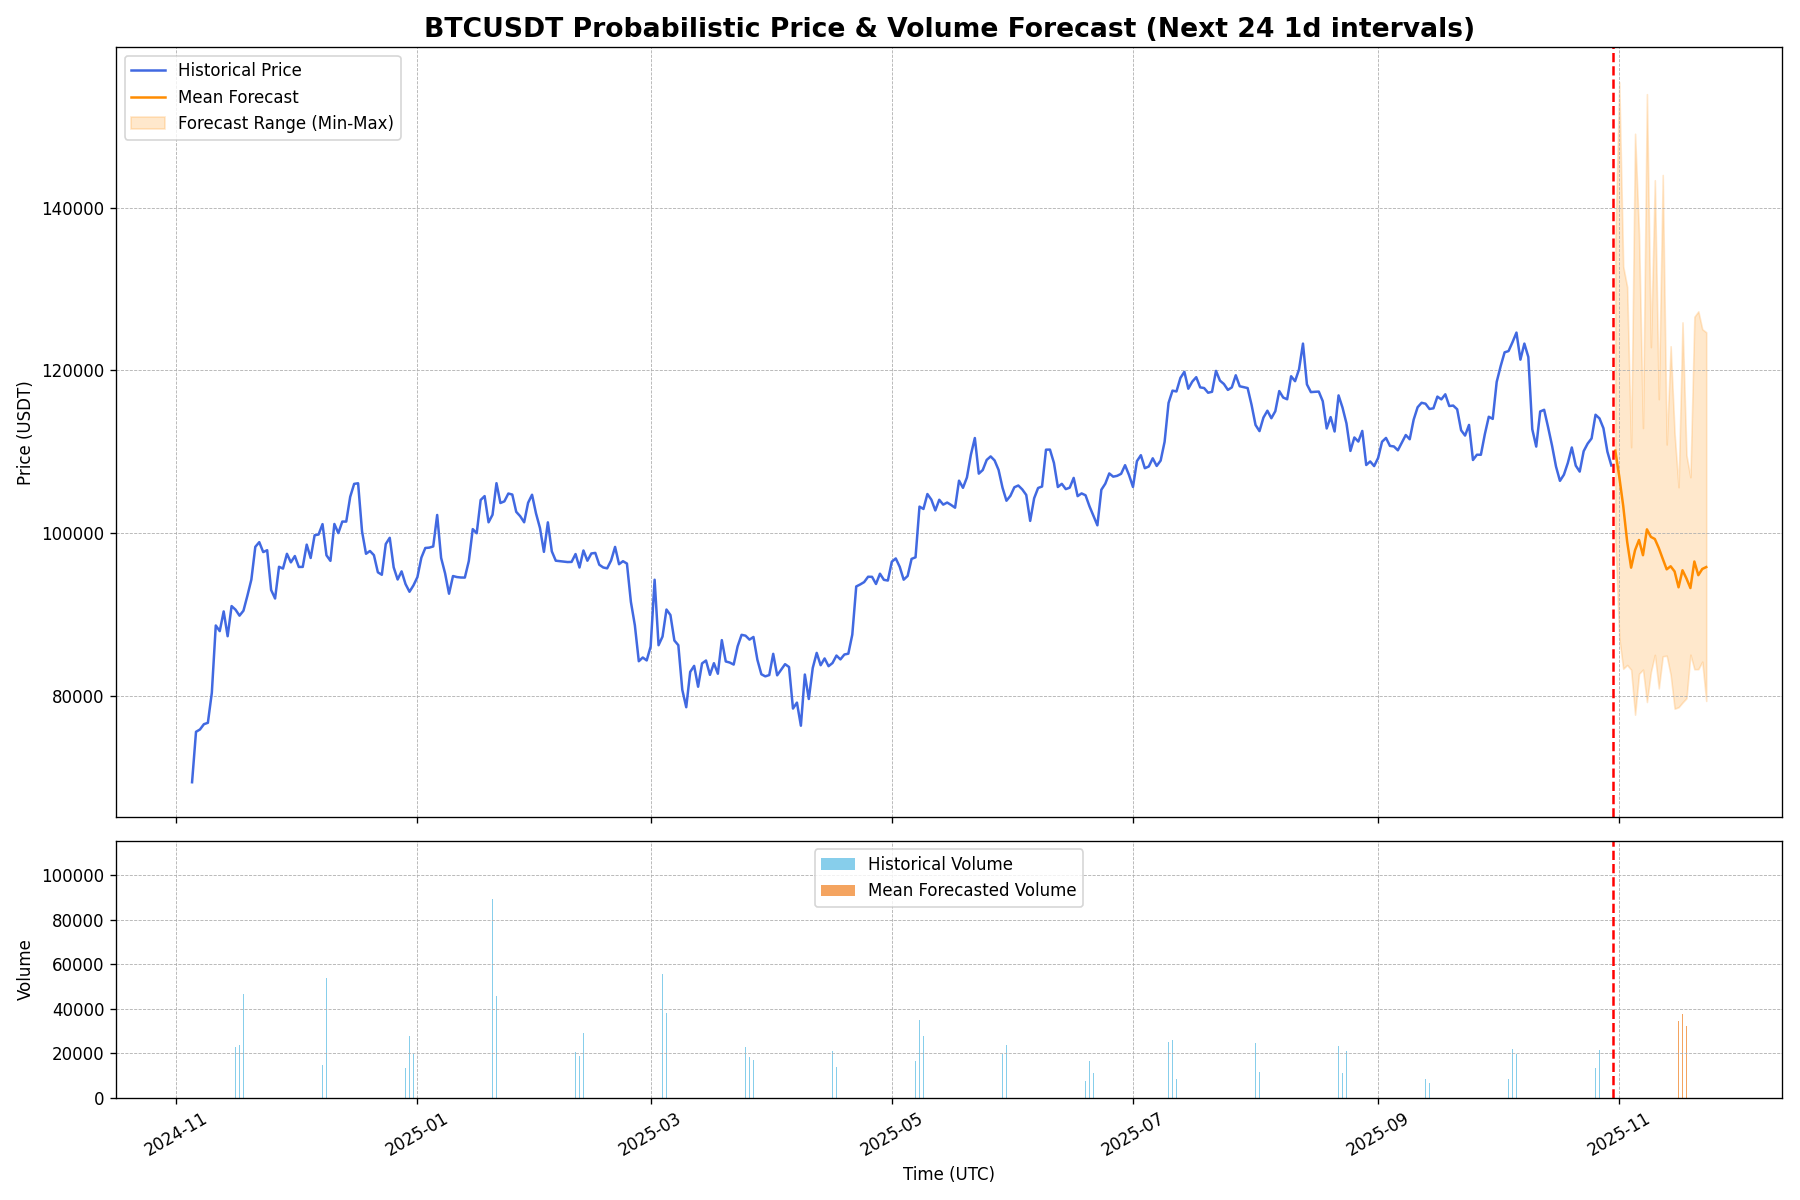 BTCUSDT Probabilistic Price & Volume Forecast (Next 24 1d intervals)
Historical Price
Mean Forecast
Forecast Range (Min-Max)
140000
120000
100000
80000
Price (USDT)
Historical Volume
Mean Forecasted Volume
100000
80000
60000
40000
20000
0
Volume
2024-11
2025-01
2025-03
2025-05
2025-07
2025-09
2025-11
Time (UTC)